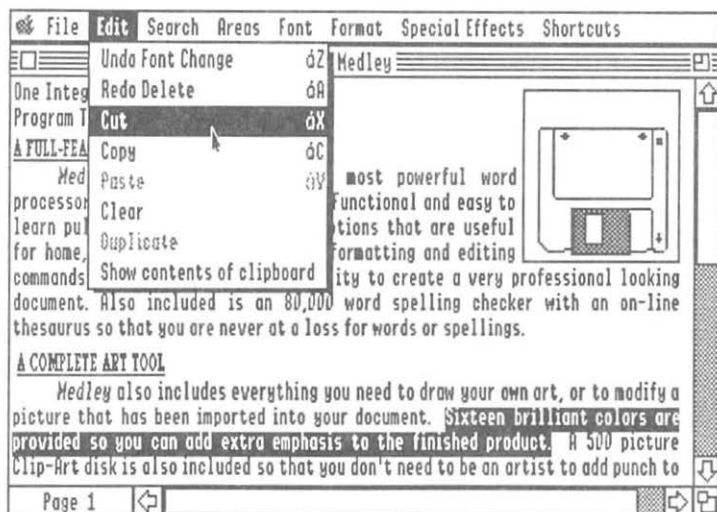 File Edit Search Areas Font Format Special Effects Shortcuts
Medley
Undo Font Change Z
Redo Delete A
Cut X
Copy C
Paste V
Clear
Duplicate
Show contents of clipboard
One Integ
Program T
A FULL-FEA
Med most powerful word
processor functional and easy to
learn pul tions that are useful
for home, formatting and editing
commands ity to create a very professional looking
document. Also included is an 80,000 word spelling checker with an on-line
thesaurus so that you are never at a loss for words or spellings.
A COMPLETE ART TOOL
Medley also includes everything you need to draw your own art, or to modify a
picture that has been imported into your document. Sixteen brilliant colors are
provided so you can add extra emphasis to the finished product. A 500 picture
Clip-Art disk is also included so that you don't need to be an artist to add punch to
Page 1